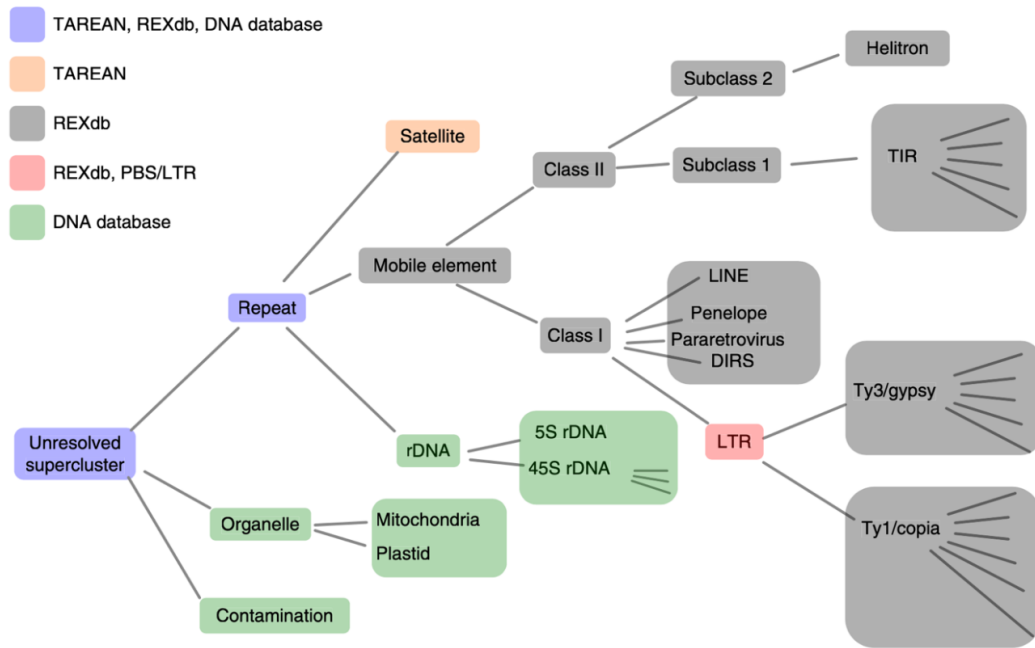 TAREAN, REXdb, DNA database
TAREAN
REXdb
REXdb, PBS/LTR
DNA database
Helitron
Subclass 2
Satellite
Class II
Subclass 1
TIR
Mobile element
LINE
Repeat
Penelope
Class I
Pararetrovirus
DIRS
Ty3/gypsy
Unresolved
supercluster
rDNA
5S rDNA
45S rDNA
LTR
Organelle
Mitochondria
Plastid
Ty1/copia
Contamination